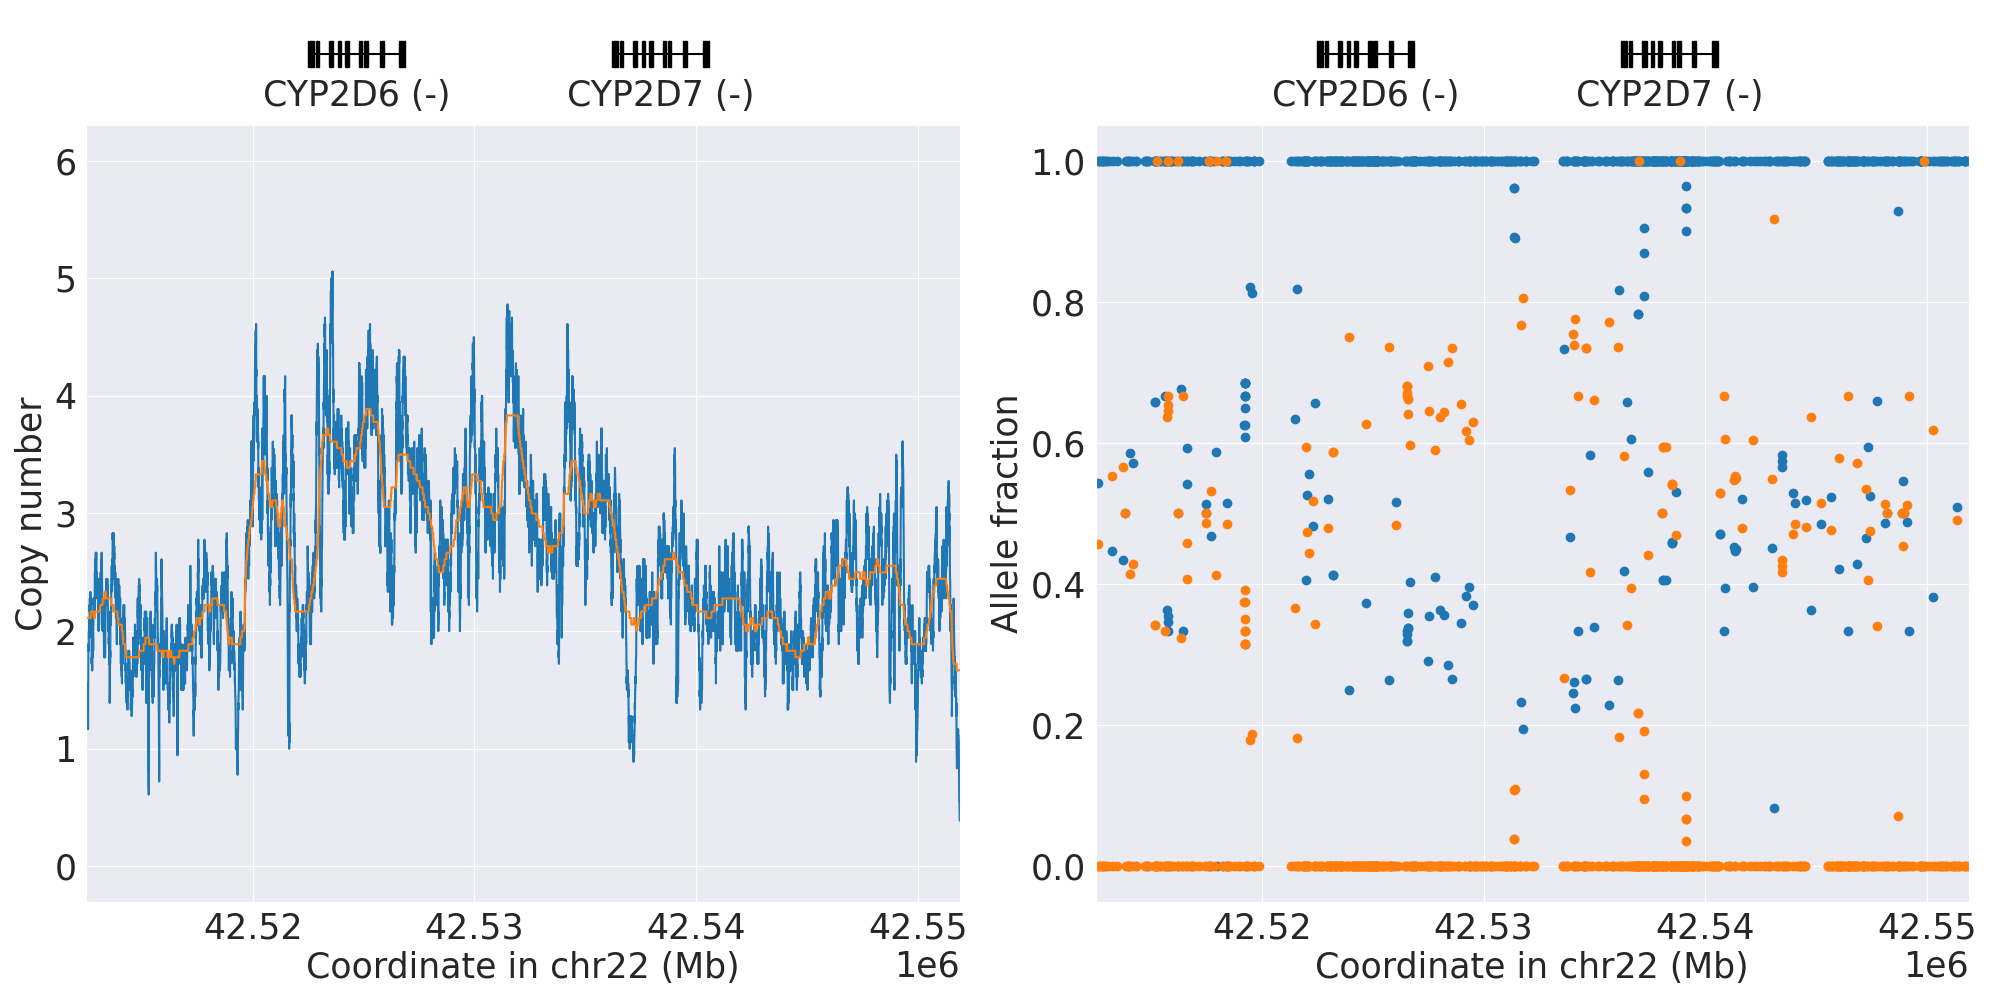 CYP2D6 (-) CYP2D7 (-)
6
5
4
3
2
1
0
Copy number
42.52 42.53 42.54 42.55
1e6
Coordinate in chr22 (Mb)
CYP2D6 (-) CYP2D7 (-)
1.0
0.8
0.6
0.4
0.2
0.0
Allele fraction
42.52 42.53 42.54 42.55
1e6
Coordinate in chr22 (Mb)